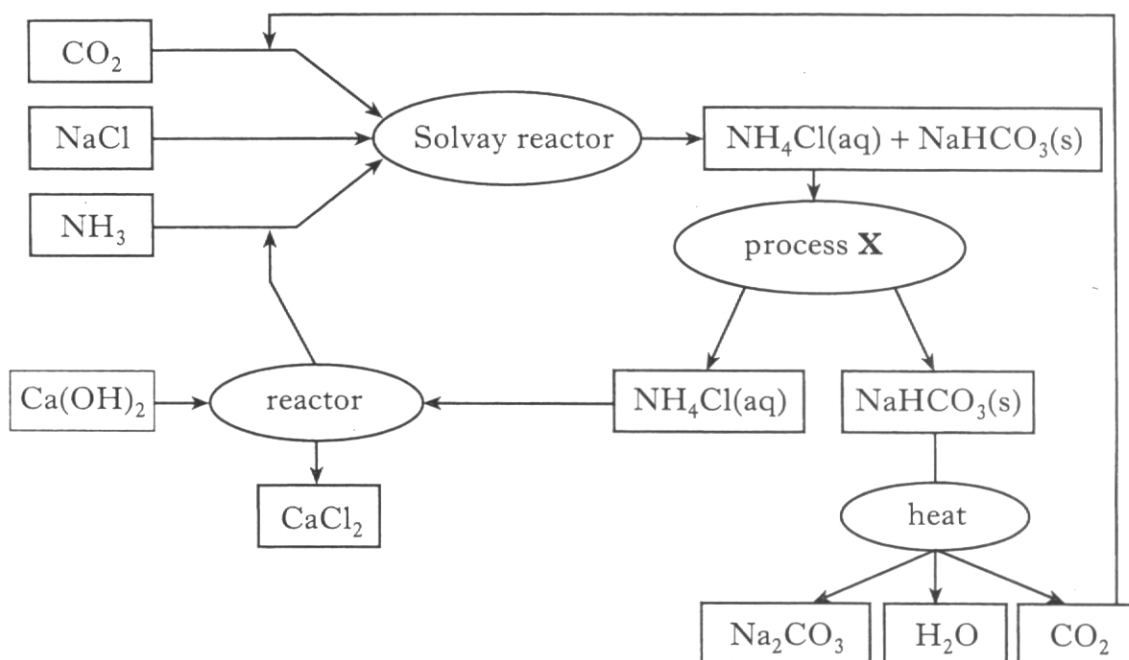 CO₂
NaCl
NH₃
Solvay reactor
NH₄Cl(aq) + NaHCO₃(s)
process X
Ca(OH)₂
reactor
NH₄Cl(aq)
NaHCO₃(s)
CaCl₂
heat
Na₂CO₃
H₂O
CO₂